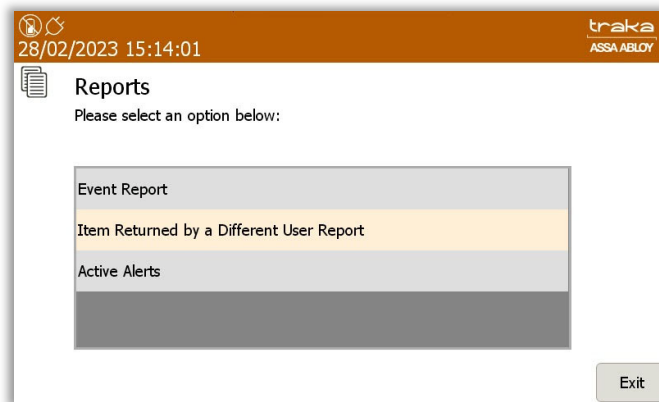 traka
28/02/2023 15:14:01
ASSA ABLOY
Reports
Please select an option below:
Event Report
Item Returned by a Different User Report
Active Alerts
Exit